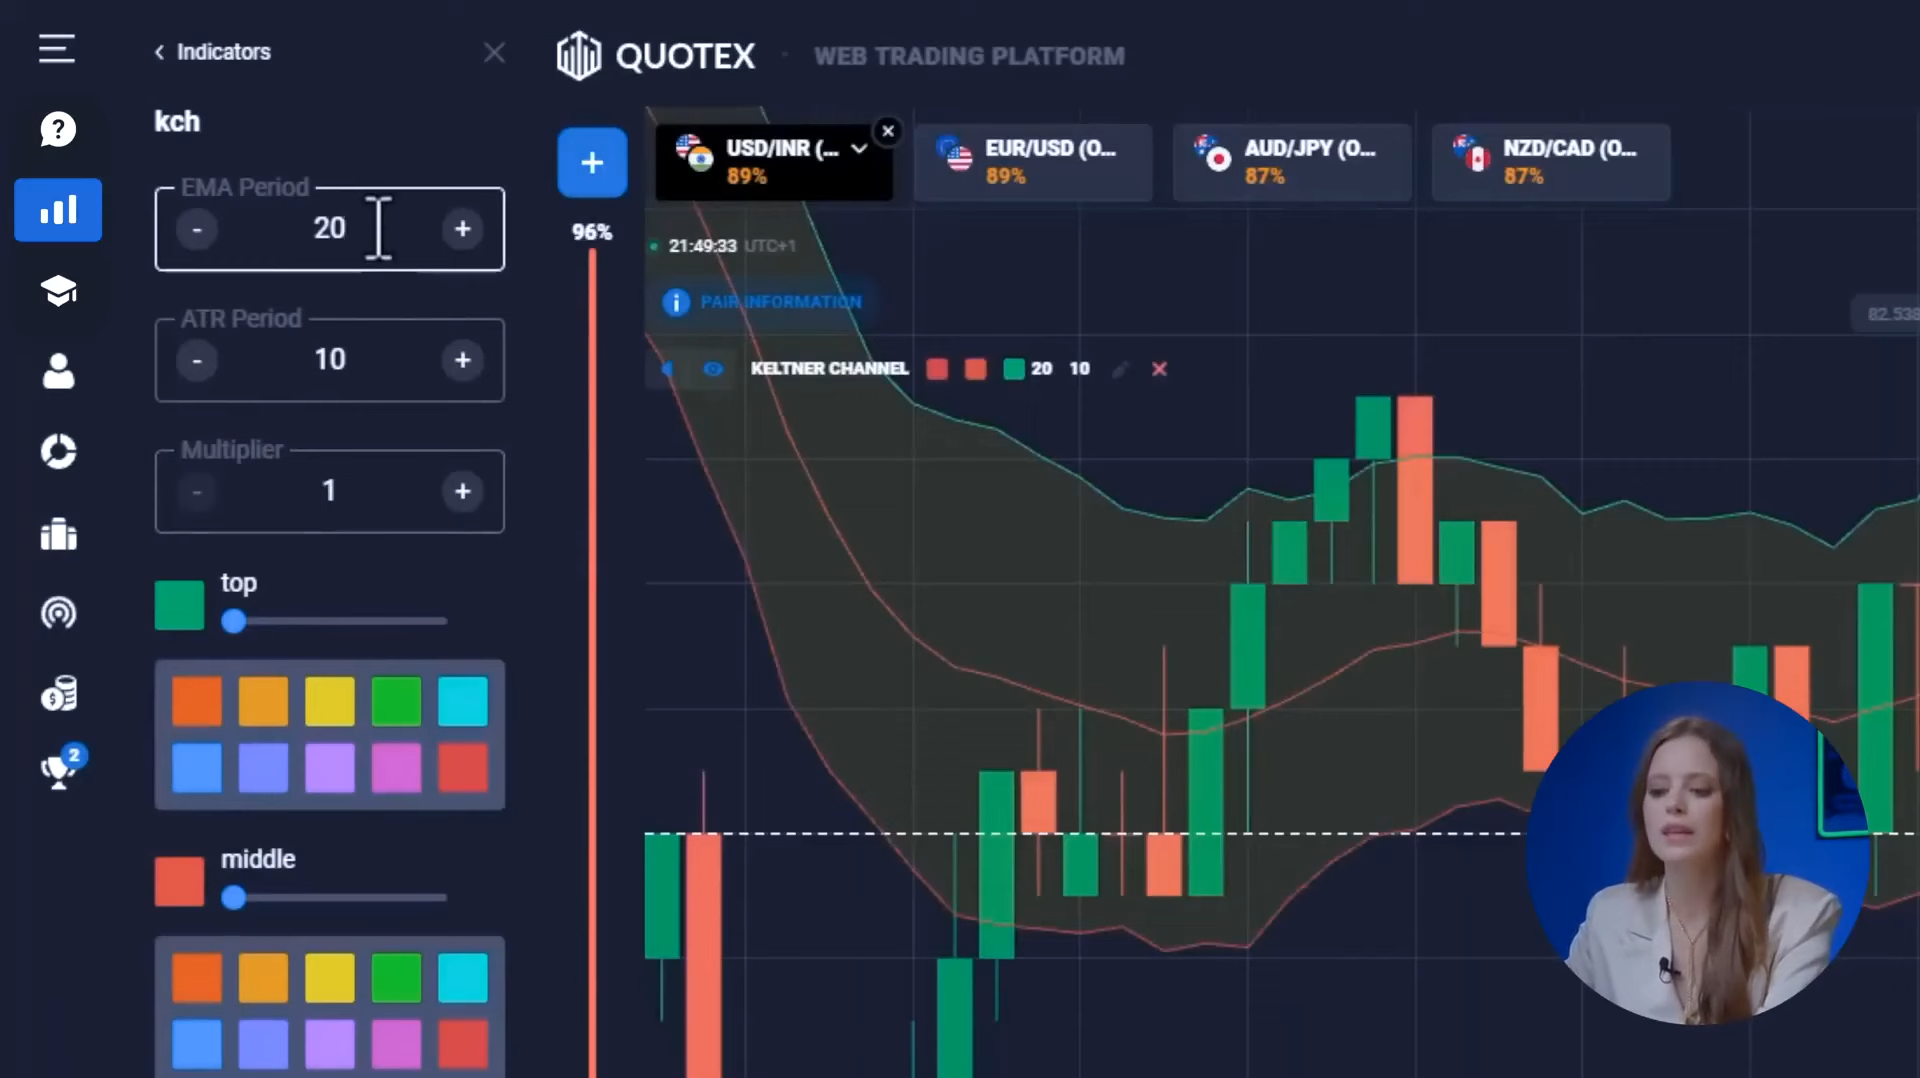 Indicators
QUOTEX
WEB TRADING PLATFORM
kch
EMA Period
-
20
+
ATR Period
-
10
+
Multiplier
-
1
+
top
middle
2
+
96%
USD/INR (...
89%
EUR/USD (O...
89%
AUD/JPY (O...
87%
NZD/CAD (O...
87%
21:49:33 UTC+1
PAIR INFORMATION
KELTNER CHANNEL 20 10
82.538